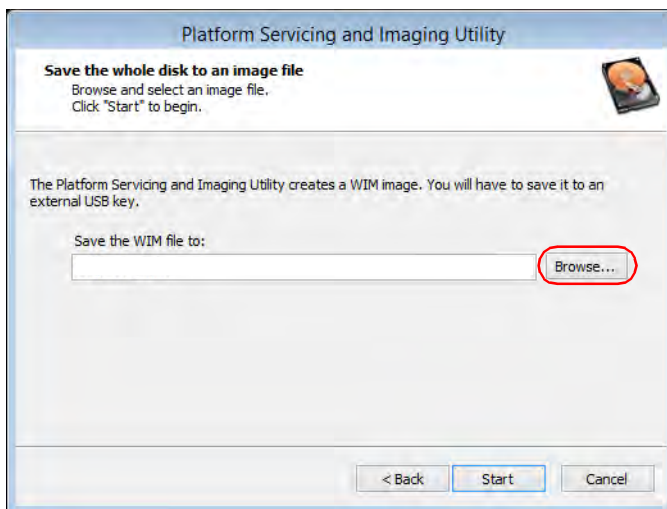 Platform Servicing and Imaging Utility
Save the whole disk to an image file
Browse and select an image file.
Click "Start" to begin.
The Platform Servicing and Imaging Utility creates a WIM image. You will have to save it to an
external USB key.
Save the WIM file to:
Browse...
< Back Start Cancel